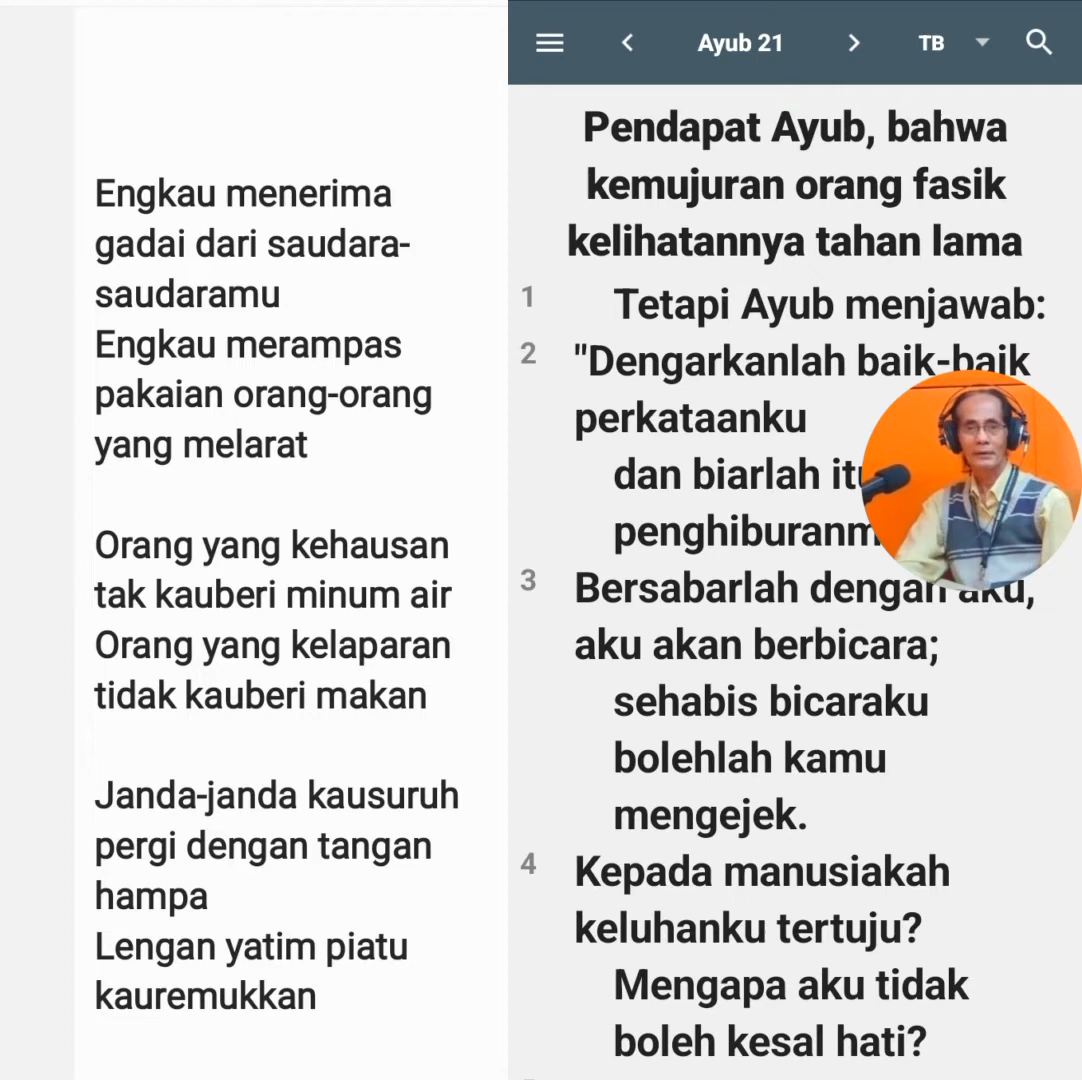 Engkau menerima
gadai dari saudara-
saudaramu
Engkau merampas
pakaian orang-orang
yang melarat
Orang yang kehausan
tak kauberi minum air
Orang yang kelaparan
tidak kauberi makan
Janda-janda kausuruh
pergi dengan tangan
hampa
Lengan yatim piatu
kauremukkan
Ayub 21
TB
Pendapat Ayub, bahwa
kemujuran orang fasik
kelihatannya tahan lama
1 Tetapi Ayub menjawab:
2 "Dengarkanlah baik-baik
perkataanku
dan biarlah
3 Bersabarlah dengan aku,
aku akan berbicara;
sehabis bicaraku
bolehlah kamu
mengejek.
4 Kepada manusiakah
keluhanku tertuju?
Mengapa aku tidak
boleh kesal hati?